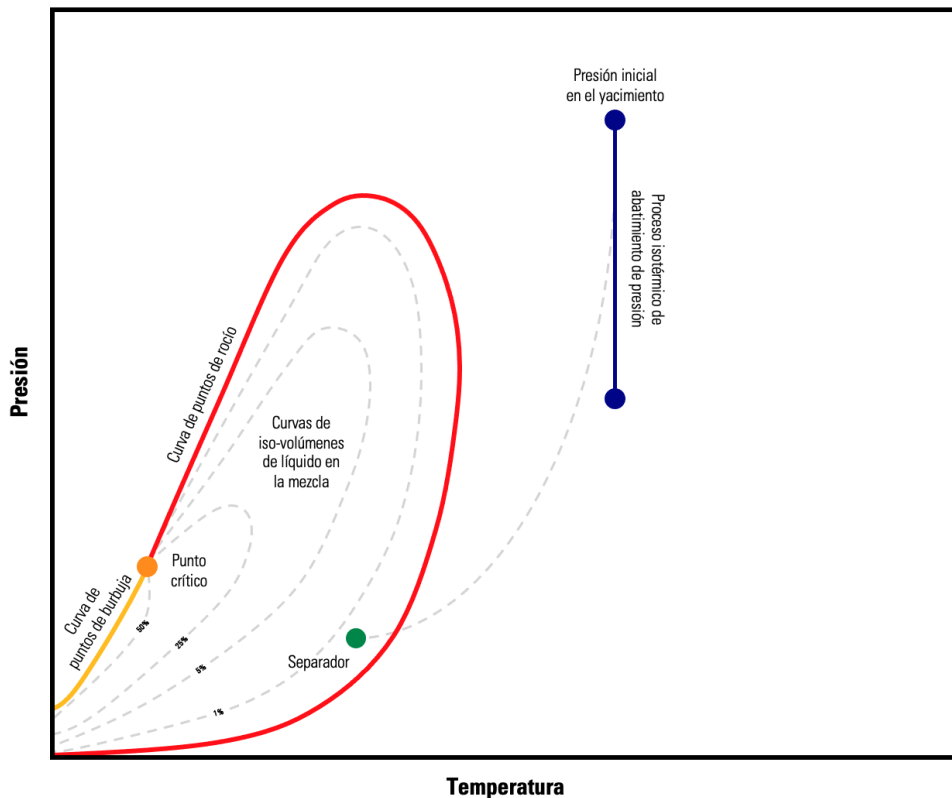 Presión inicial
en el yacimiento
Proceso isotérmico de
abatimiento de presión
Curva de puntos de rocío
Presión
Curvas de
iso-volúmenes
de líquido en
la mezcla
Punto
crítico
Curva de
puntos de burbuja
50%
25%
5%
1%
Separador
Temperatura